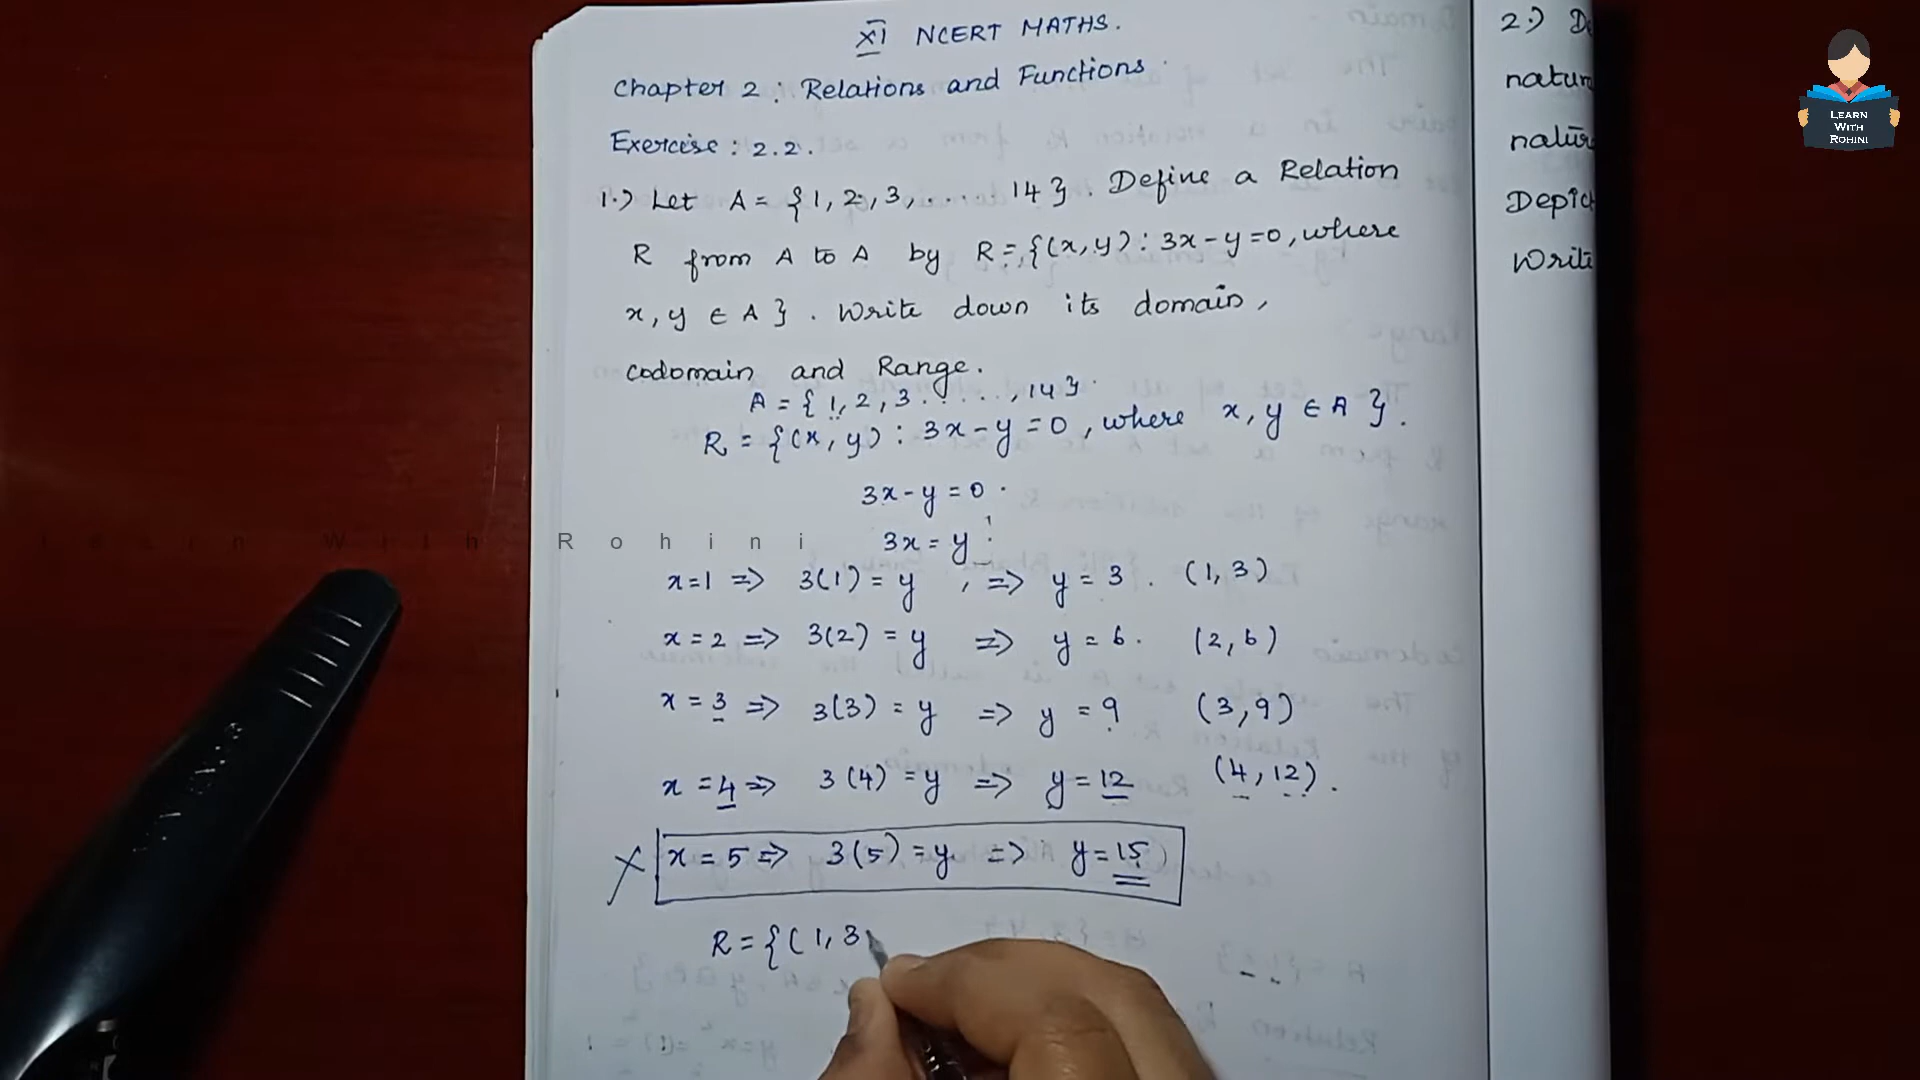 XI NCERT MATHS.
Chapter 2 : Relations and Functions
Exercise : 2.2.
1.) Let A = {1, 2, 3, ..... 14}. Define a Relation
R from A to A by R = {(x, y) : 3x - y = 0, where
x, y ∈ A}. Write down its domain,
codomain and Range.
A = {1, 2, 3 ....., 14}.
R = {(x, y) : 3x - y = 0, where x, y ∈ A}.
3x - y = 0.
3x = y
x = 1 => 3(1) = y => y = 3. (1, 3)
x = 2 => 3(2) = y => y = 6. (2, 6)
x = 3 => 3(3) = y => y = 9 (3, 9)
x = 4 => 3(4) = y => y = 12 (4, 12).
x = 5 => 3(5) = y => y = 15
R = {(1, 3)
2.)
Depict
Write
LEARN
WITH
ROHINI
Learn With Rohini